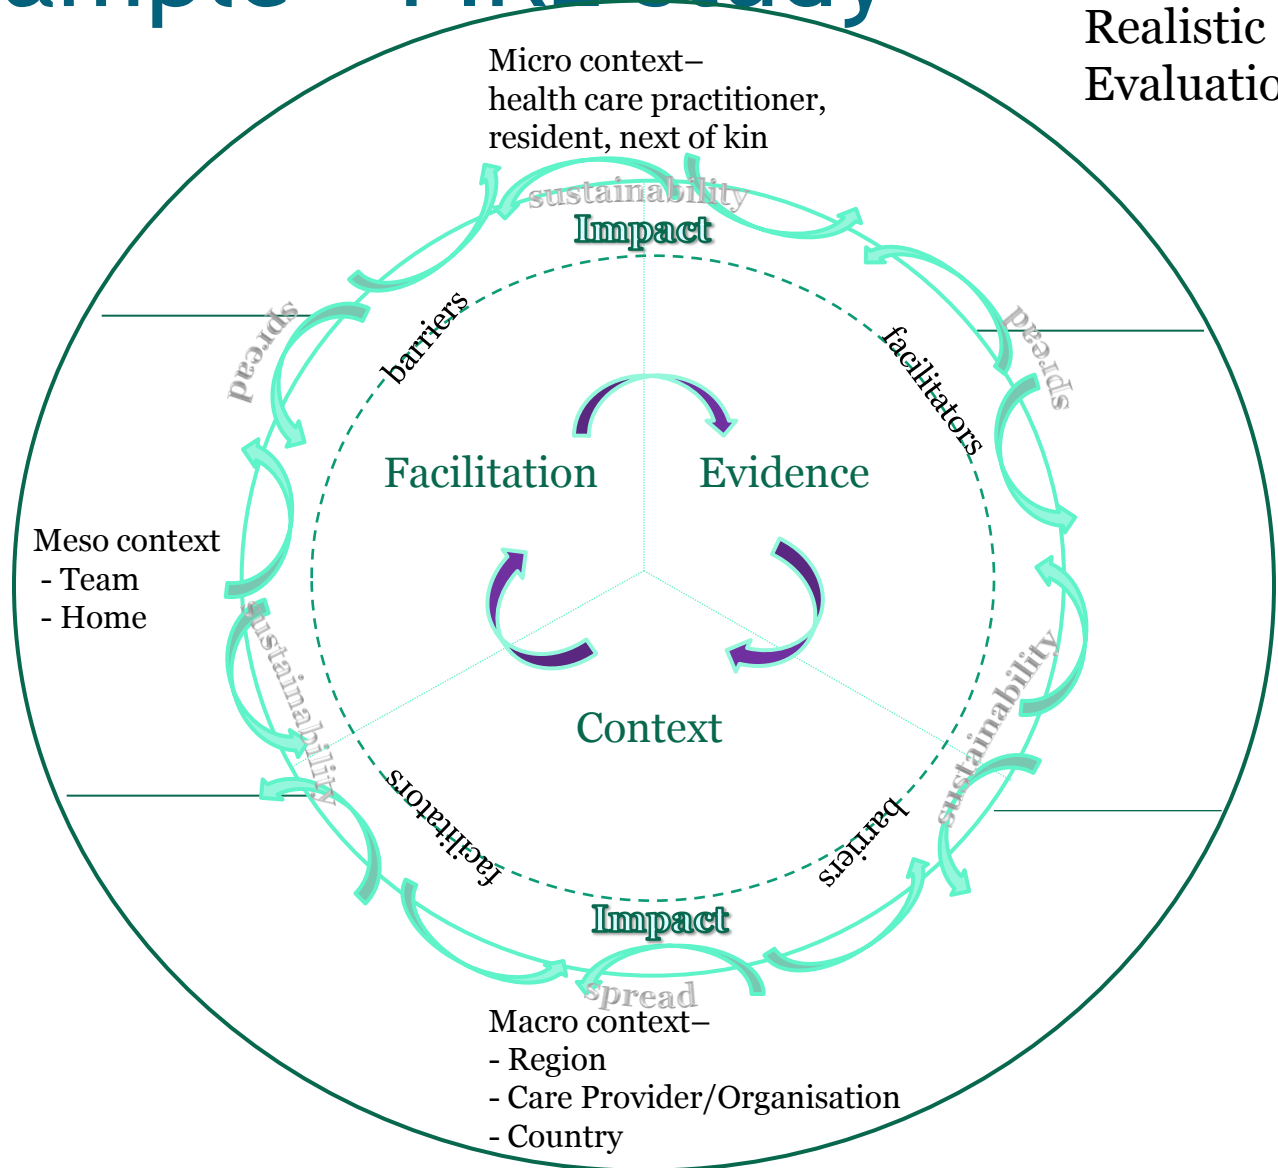 Realistic
Micro context–
health care practitioner,
resident, next of kin
sustainability
Impact
spread
barriers
facilitators
spread
Facilitation
Evidence
Meso context
- Team
- Home
sustainability
sustainability
Context
facilitators
barriers
Impact
spread
Macro context–
- Region
- Care Provider/Organisation
- Country